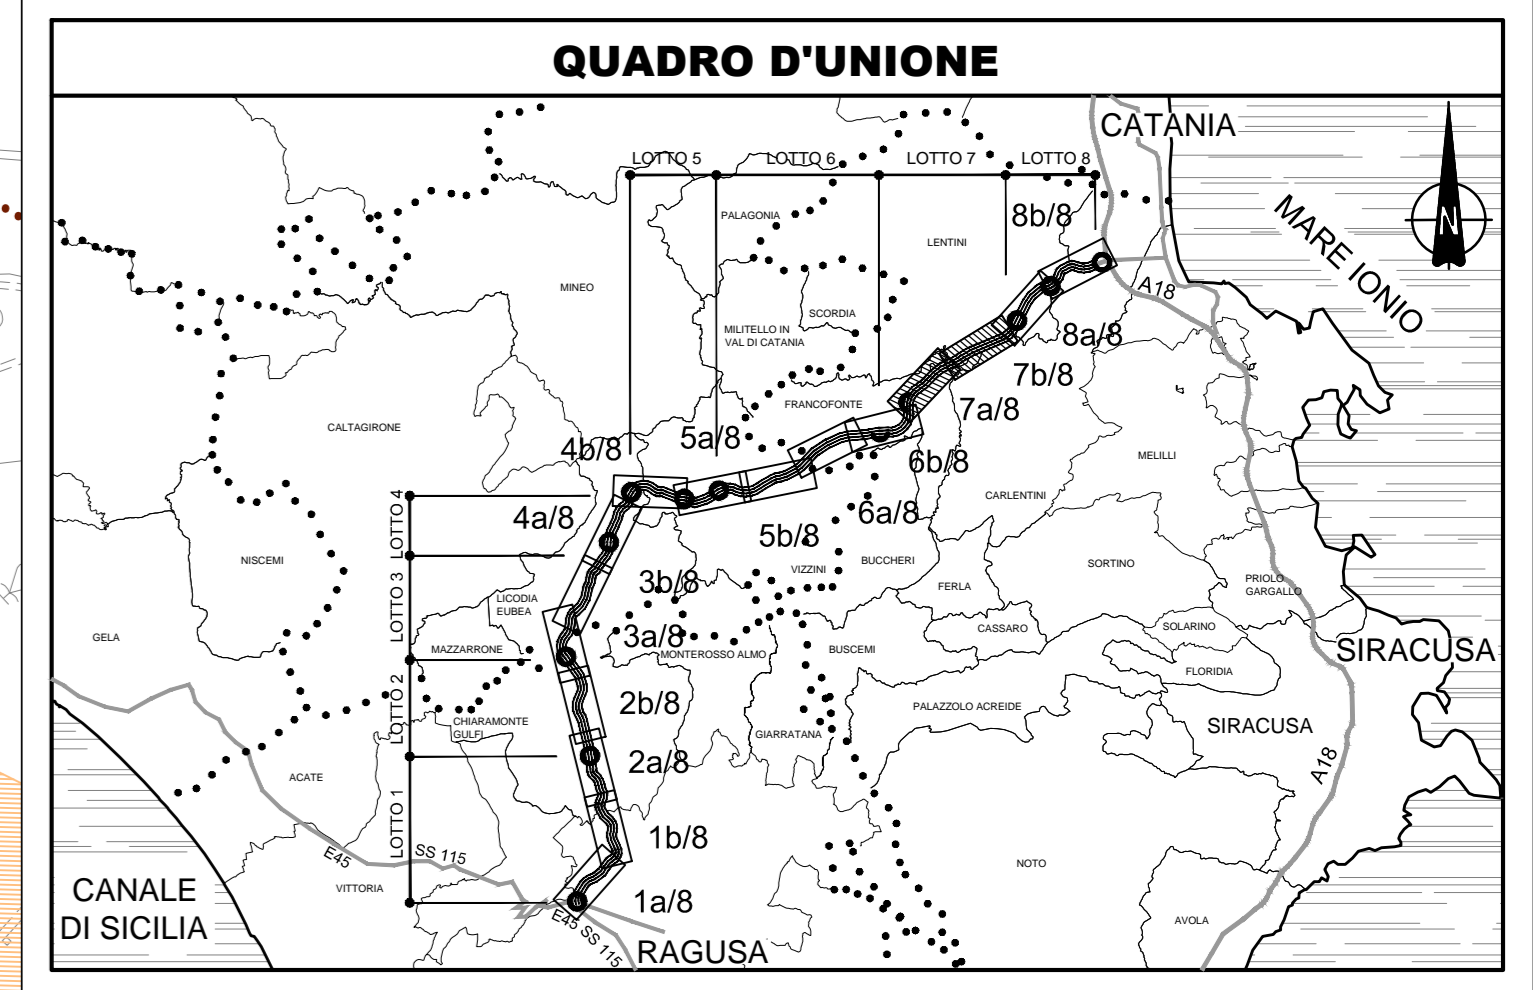 QUADRO D'UNIONE
CATANIA
LOTTO 5
LOTTO 6
LOTTO 7
LOTTO 8
PALAGONIA
8b/8
N
MARE IONIO
LENTINI
MINEO
A18
SCORDIA
MILITELLO IN
VAL DI CATANIA
8a/8
7b/8
FRANCOFONTE
7a/8
CALTAGIRONE
4b/8
5a/8
6b/8
MELILLI
CARLENTINI
LOTTO 4
4a/8
6a/8
5b/8
NISCEMI
VIZZINI
BUCCHERI
SORTINO
FERLA
PRIOLO
GARGALLO
3b/8
LOTTO 3
LICODIA
EUBEA
GELA
3a/8
CASSARO
SOLARINO
MAZZARRONE
MONTEROSSO ALMO
BUSCEMI
SIRACUSA
FLORIDIA
LOTTO 2
2b/8
PALAZZOLO ACREIDE
CHIARAMONTE
GULFI
GIARRATANA
SIRACUSA
2a/8
ACATE
A18
LOTTO 1
1b/8
E45
SS 115
NOTO
VITTORIA
CANALE
DI SICILIA
1a/8
E45 SS 115
AVOLA
RAGUSA